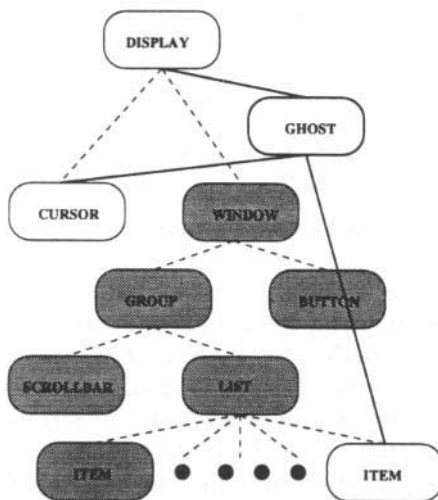 DISPLAY
GHOST
CURSOR
WINDOW
GROUP
BUTTON
SCROLLBAR
LIST
ITEM
ITEM